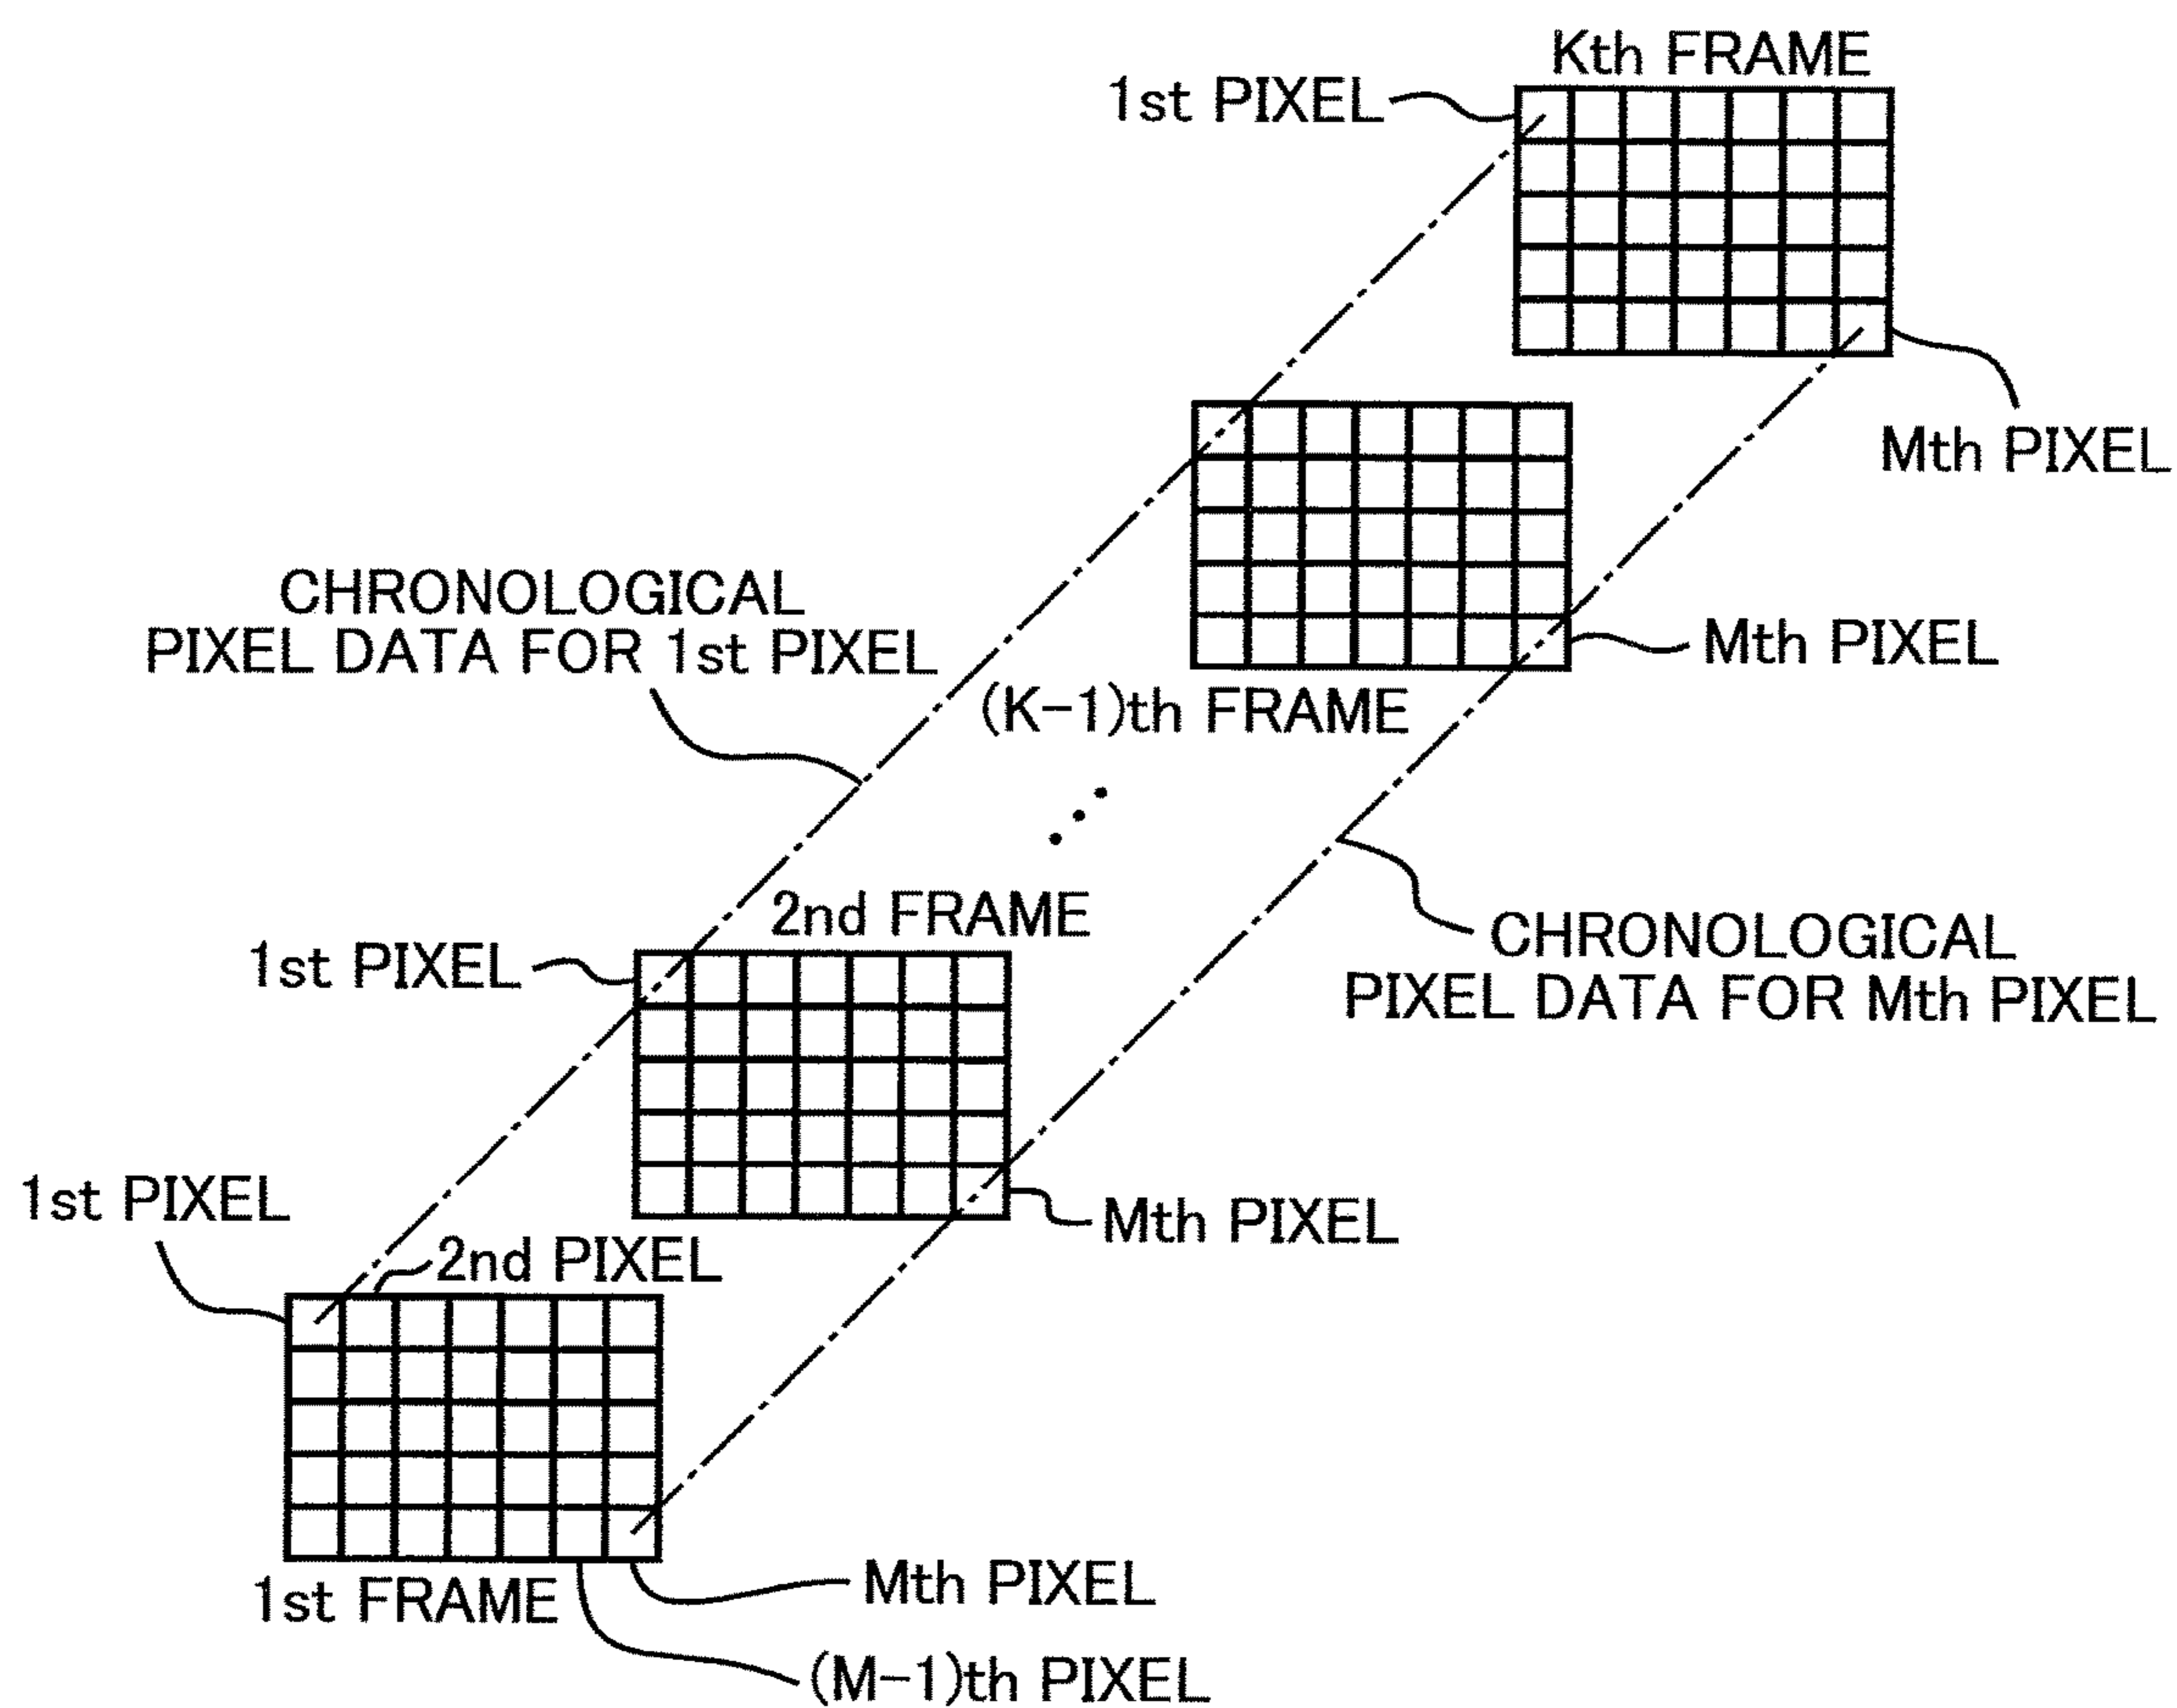 Kth FRAME
1st PIXEL
Mth PIXEL
CHRONOLOGICAL
PIXEL DATA FOR 1st PIXEL
Mth PIXEL
(K-1)th FRAME
2nd FRAME
1st PIXEL
CHRONOLOGICAL
PIXEL DATA FOR Mth PIXEL
1st PIXEL
Mth PIXEL
2nd PIXEL
1st FRAME
Mth PIXEL
(M-1)th PIXEL